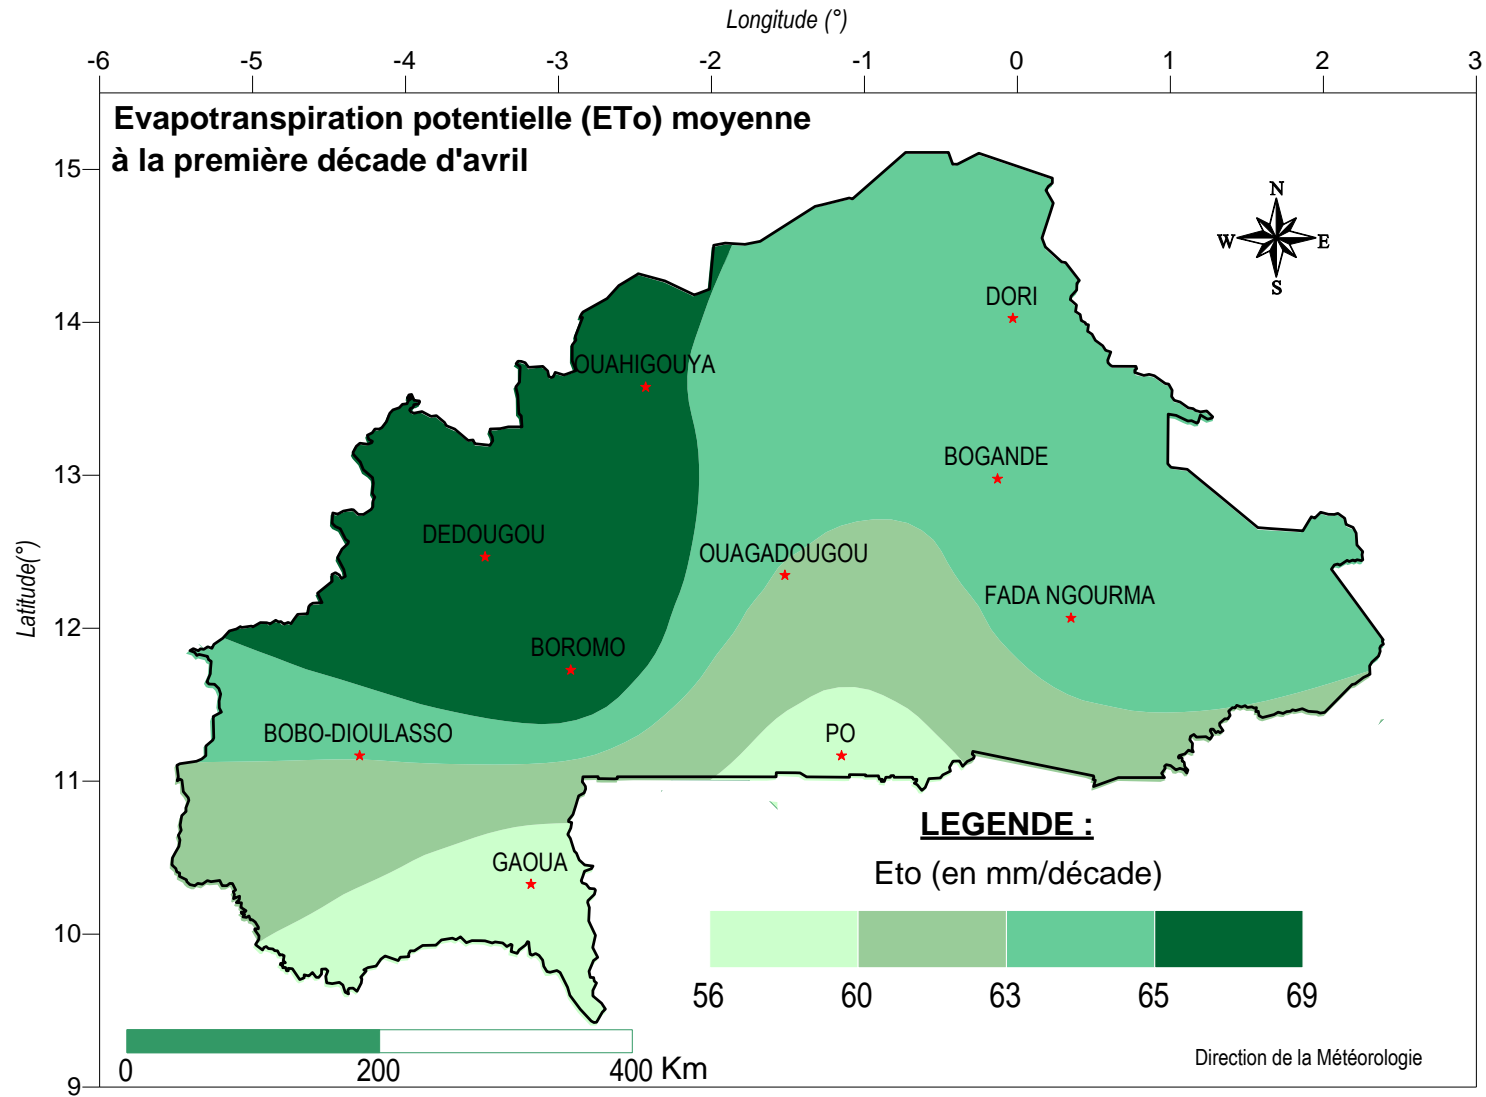 Longitude (°)
-6 -5 -4 -3 -2 -1 0 1 2 3
Evapotranspiration potentielle (ETo) moyenne
à la première décade d'avril
15
N
W E
S
DORI
14
OUAHIGOUYA
13
BOGANDE
DEDOUGOU
OUAGADOUGOU
FADA NGOURMA
Latitude(°)
12
BOROMO
BOBO-DIOULASSO
PO
11
LEGENDE :
GAOUA
Eto (en mm/décade)
10
56 60 63 65 69
Direction de la Météorologie
0 200 400 Km
9